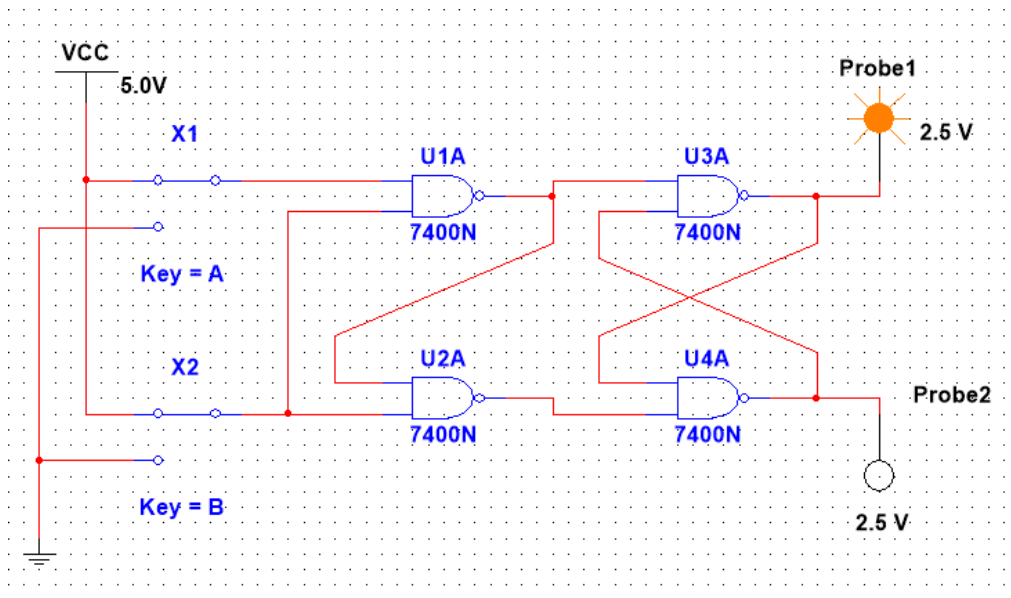 VCC
5.0V
X1
Key = A
X2
Key = B
U1A
7400N
U2A
7400N
U3A
7400N
U4A
7400N
Probe1
2.5 V
Probe2
2.5 V